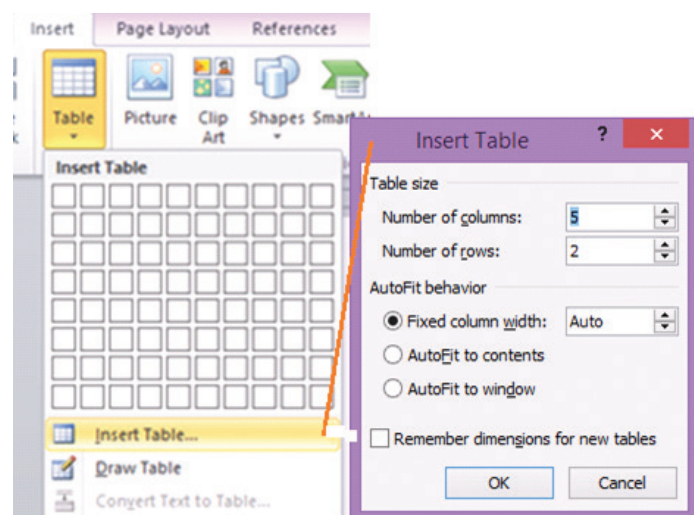 Insert Page Layout References
Table Picture Clip Art Shapes
Insert Table
Insert Table...
Draw Table
Convert Text to Table...
Insert Table ? ×
Table size
Number of columns: 5
Number of rows: 2
AutoFit behavior
Fixed column width: Auto
AutoFit to contents
AutoFit to window
Remember dimensions for new tables
OK Cancel